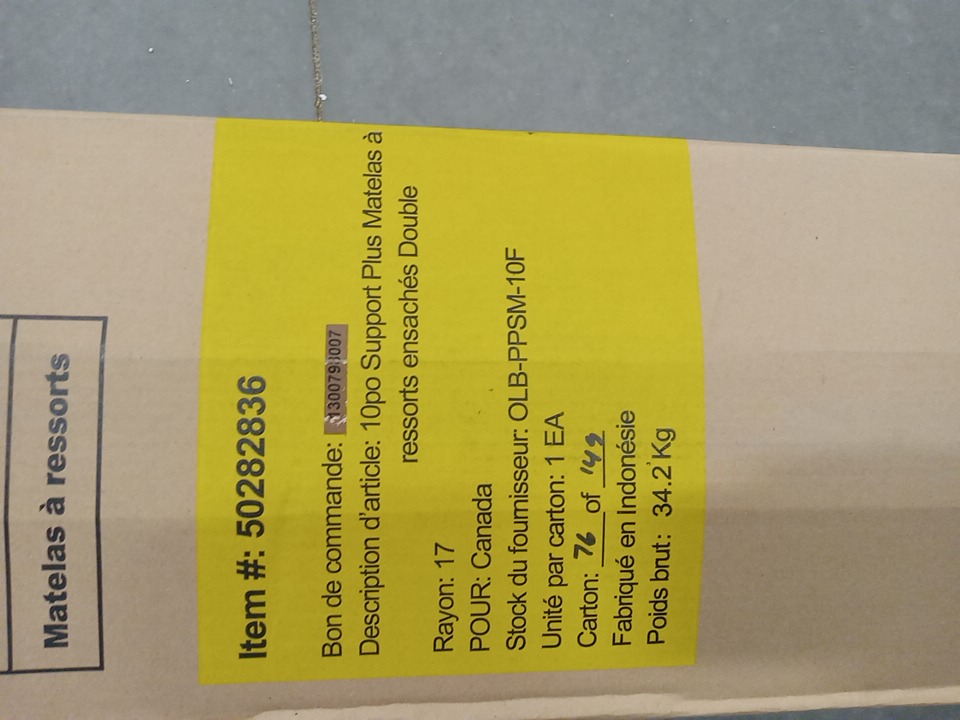 Matelas à ressorts
Item #: 50282836
Bon de commande:
Description d'article: 10po Support Plus Matelas à
ressorts ensachés Double
Rayon: 17
POUR: Canada
Stock du fournisseur: OLB-PPSM-10F
Unité par carton: 1 EA
Carton: 76 of 149
Fabriqué en Indonésie
Poids brut: 34.2 Kg